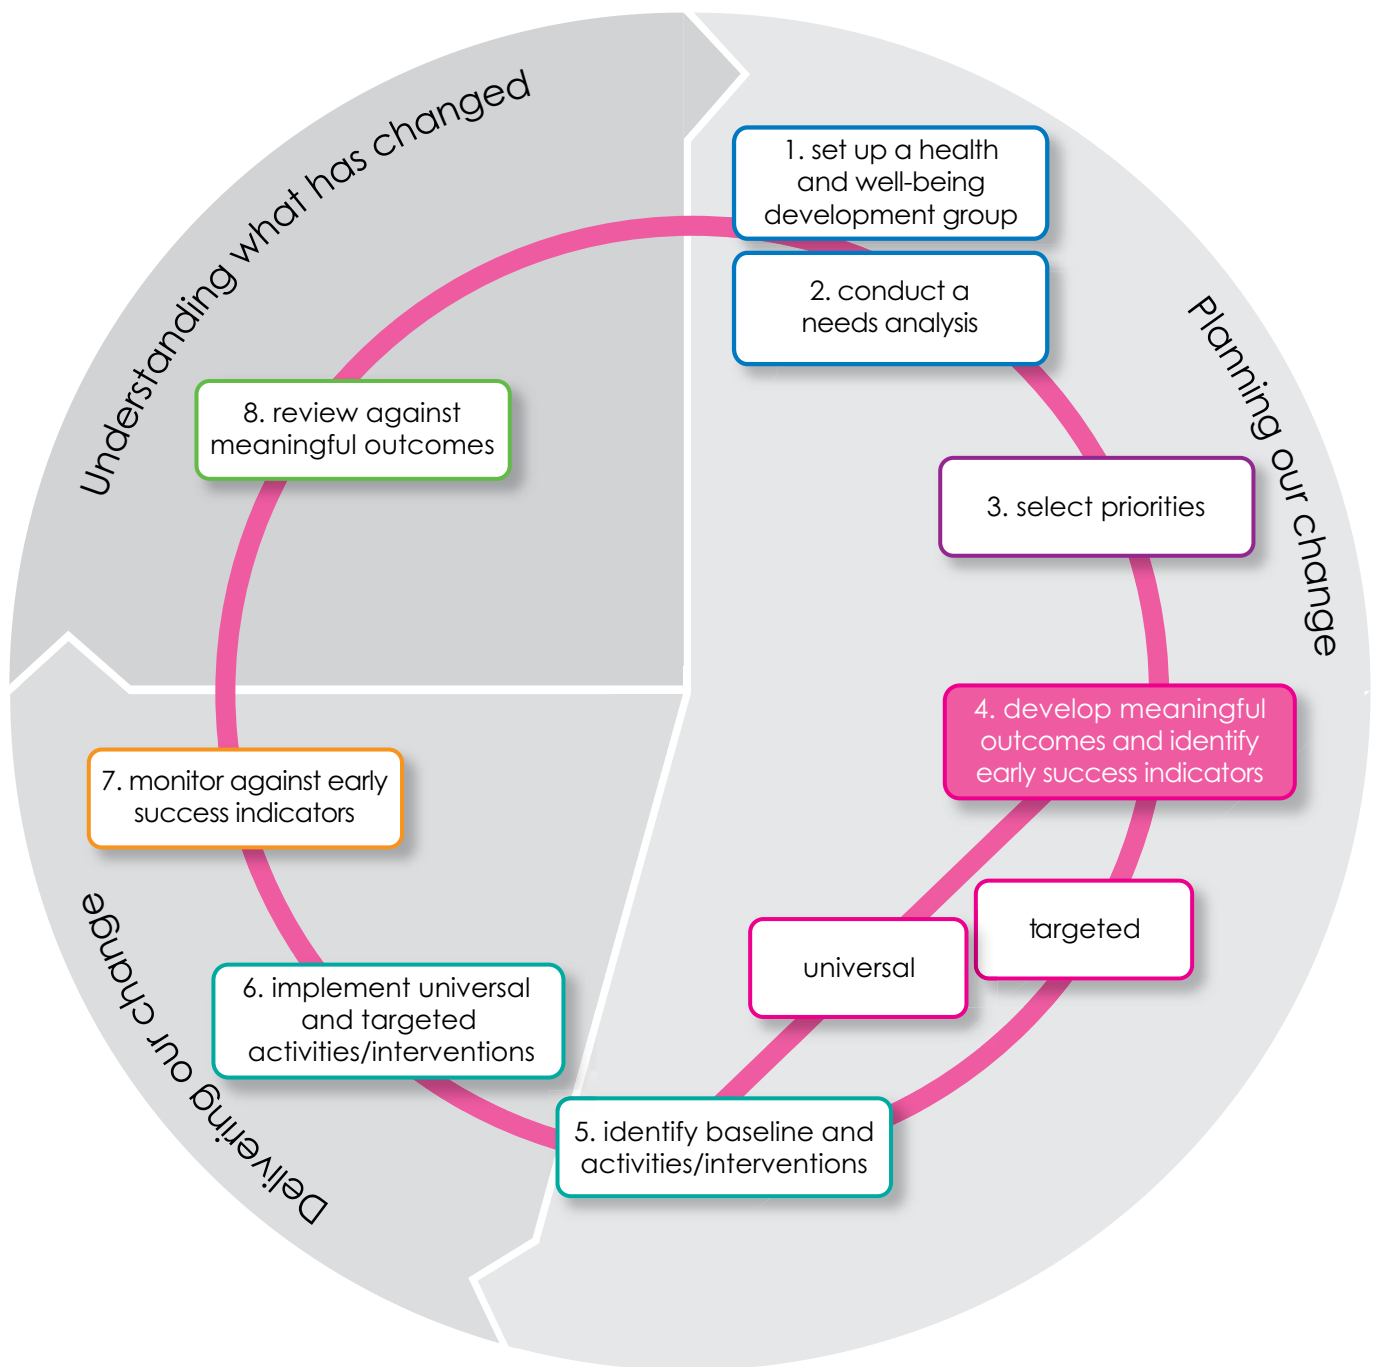 Understanding what has changed
Planning our change
Delivering our change
1. set up a health
and well-being
development group
2. conduct a
needs analysis
3. select priorities
4. develop meaningful
outcomes and identify
early success indicators
targeted
universal
5. identify baseline and
activities/interventions
6. implement universal
and targeted
activities/interventions
7. monitor against early
success indicators
8. review against
meaningful outcomes